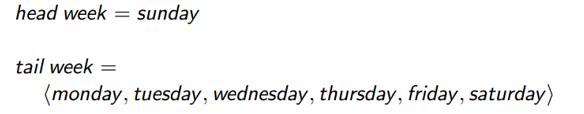 head week = sunday
tail week =
⟨monday, tuesday, wednesday, thursday, friday, saturday⟩